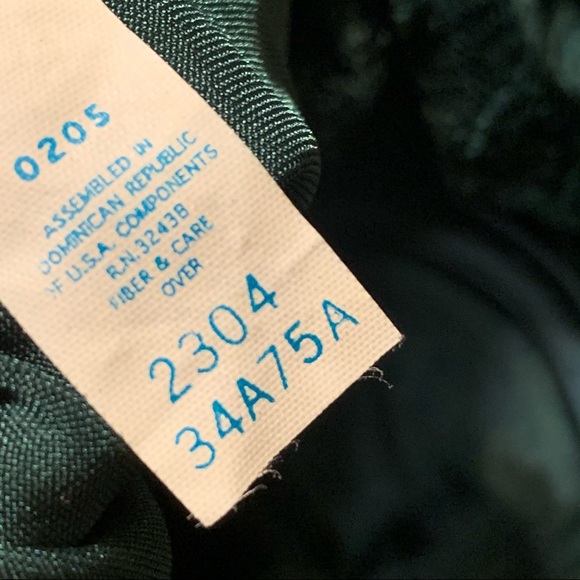 0205
ASSEMBLED IN
DOMINICAN REPUBLIC
OF U.S.A. COMPONENTS
R.N.32438
FIBER & CARE
OVER
2304
34A75A